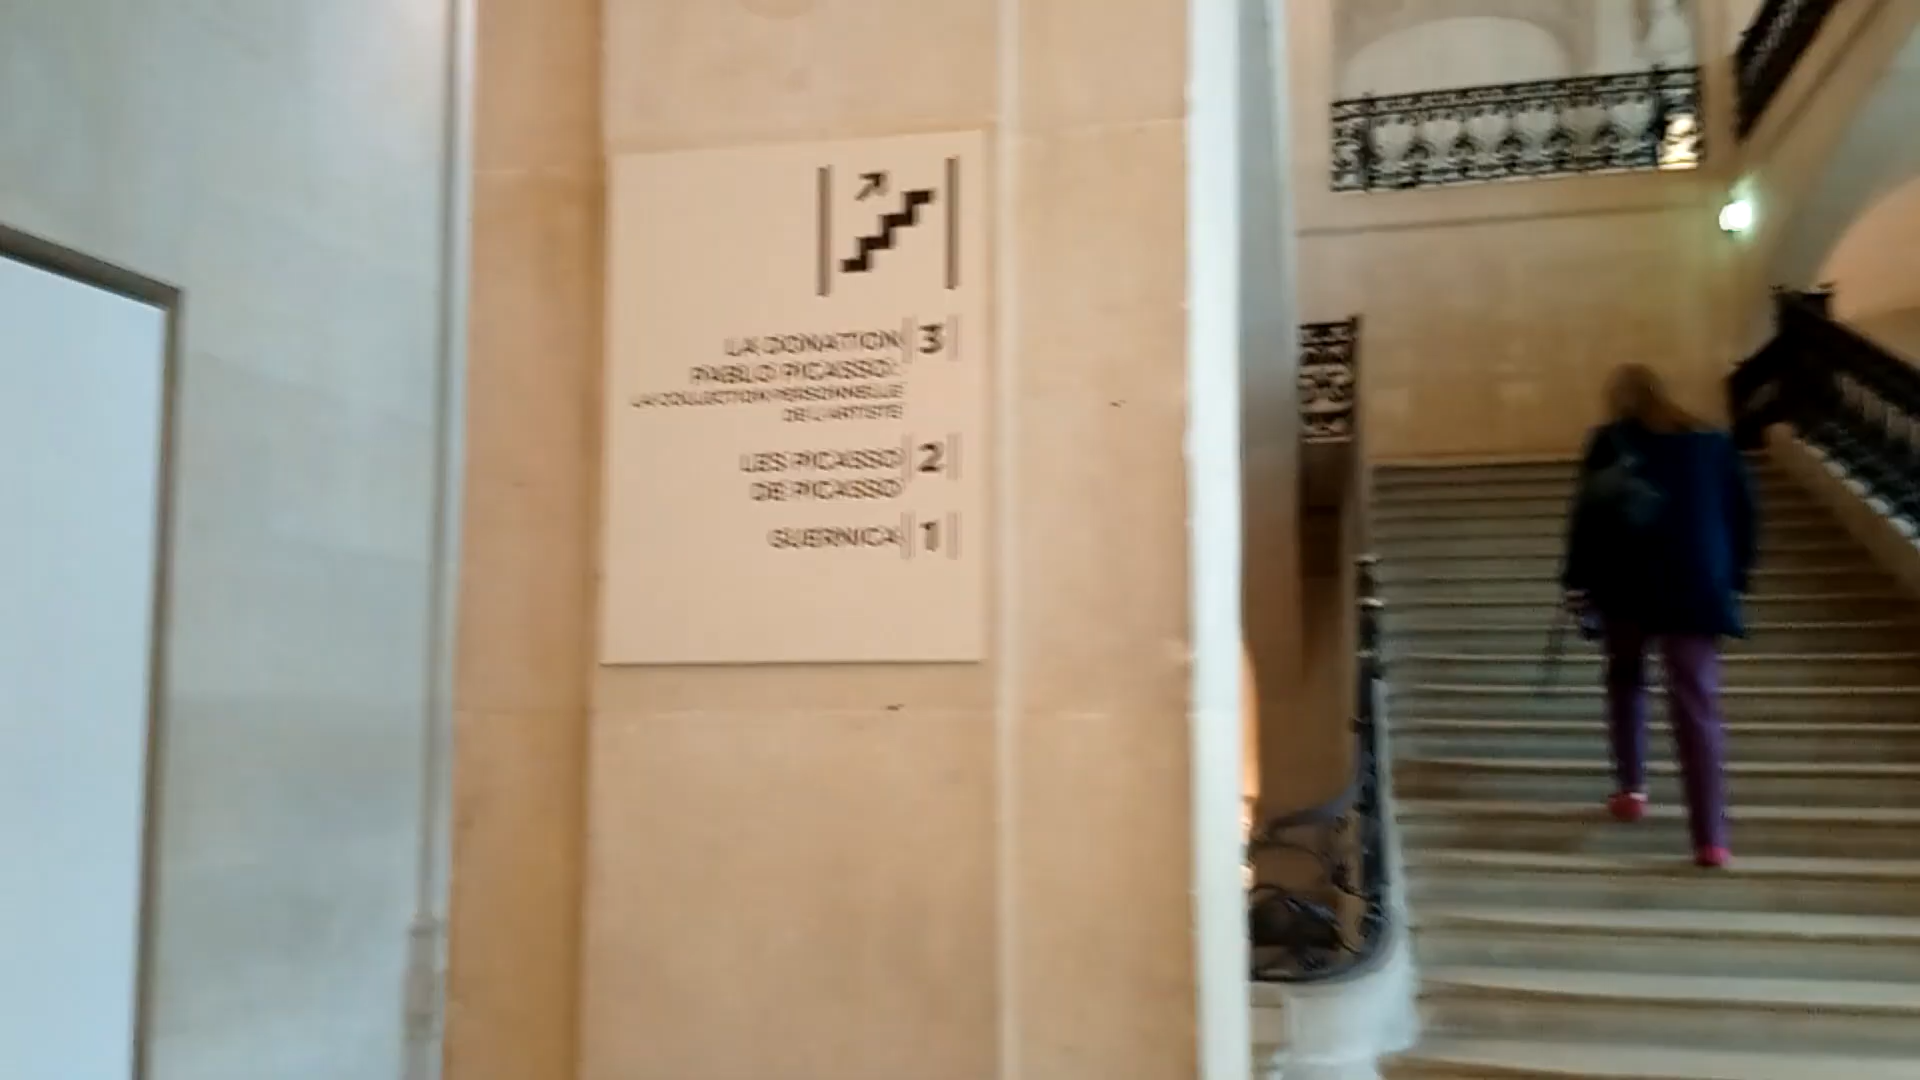 LA DONATION 3
PABLO PICASSO:
LA COLLECTION PERSONNELLE
DE L'ARTISTE
LES PICASSO 2
DE PICASSO
GUERNICA 1